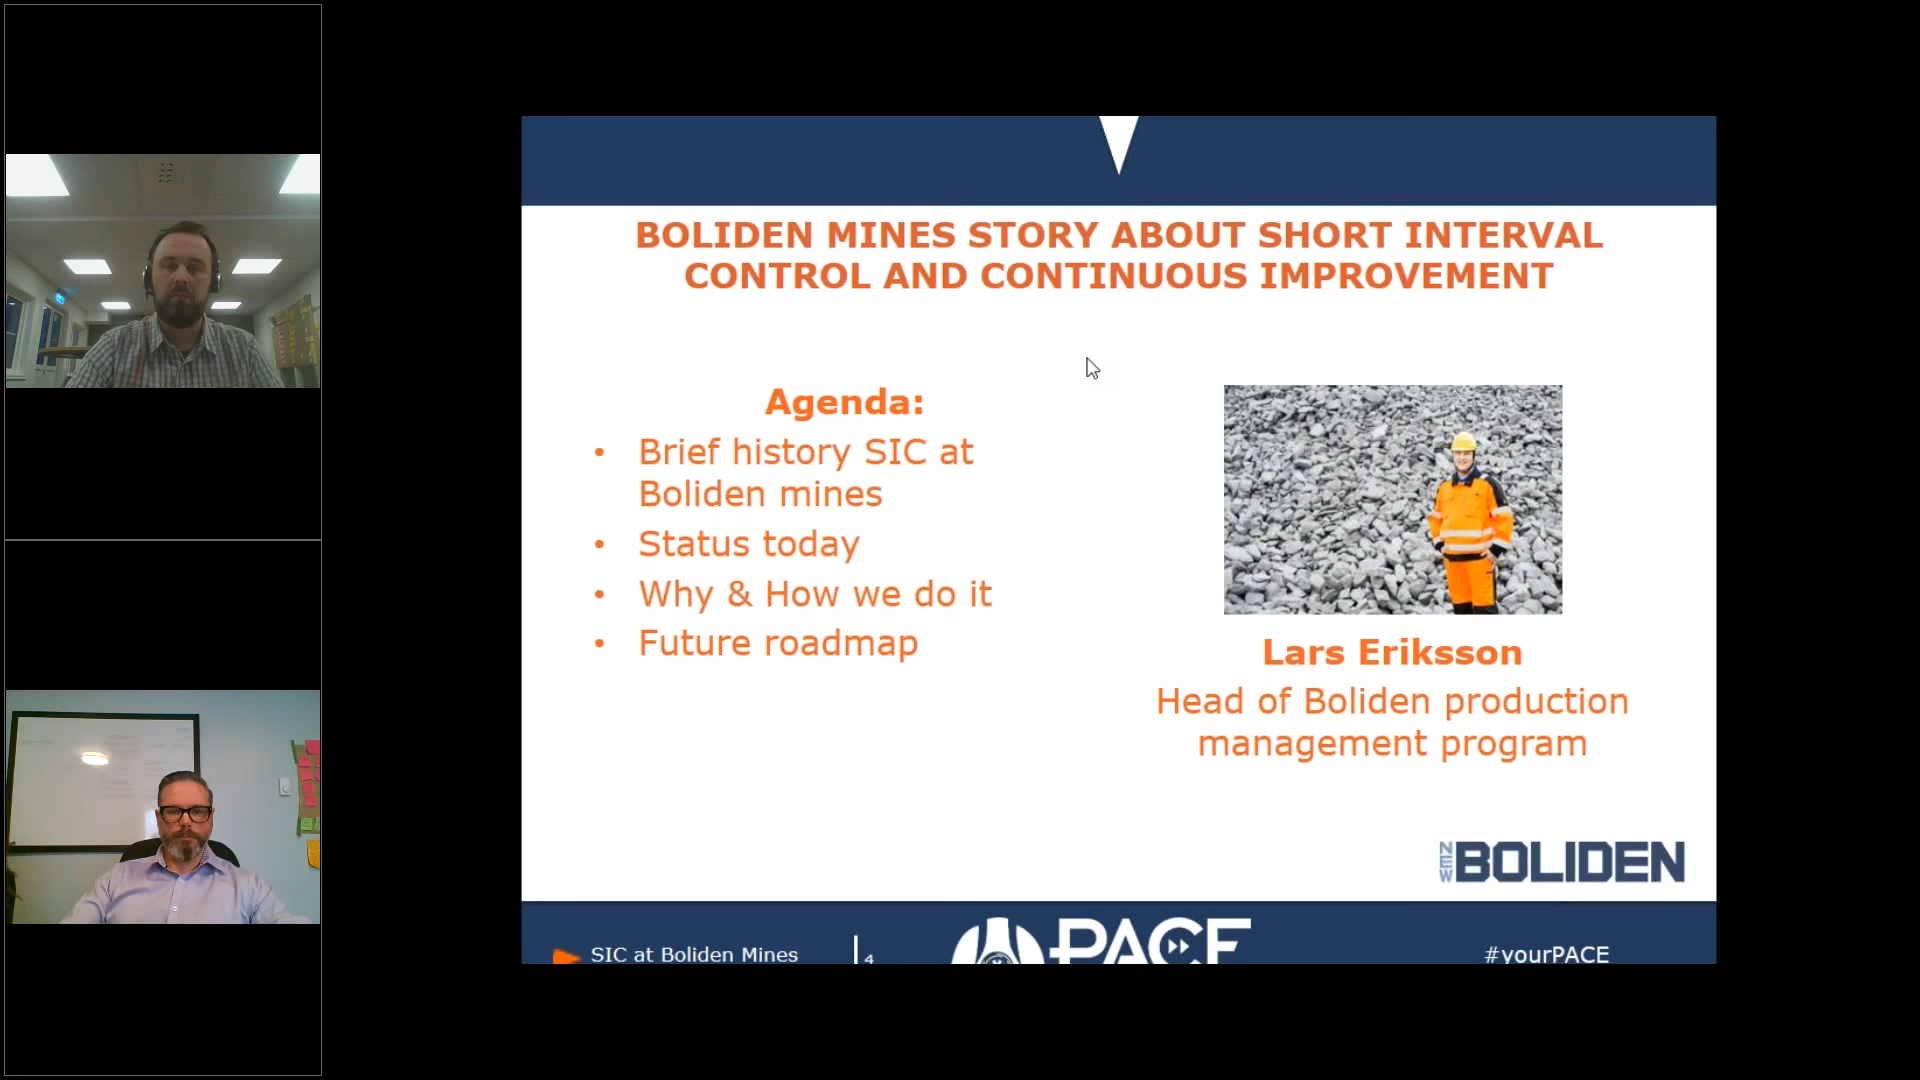 BOLIDEN MINES STORY ABOUT SHORT INTERVAL
CONTROL AND CONTINUOUS IMPROVEMENT
Agenda:
• Brief history SIC at
Boliden mines
• Status today
• Why & How we do it
• Future roadmap
Lars Eriksson
Head of Boliden production
management program
NEW BOLIDEN
SIC at Boliden Mines
4
PACE
#yourPACE